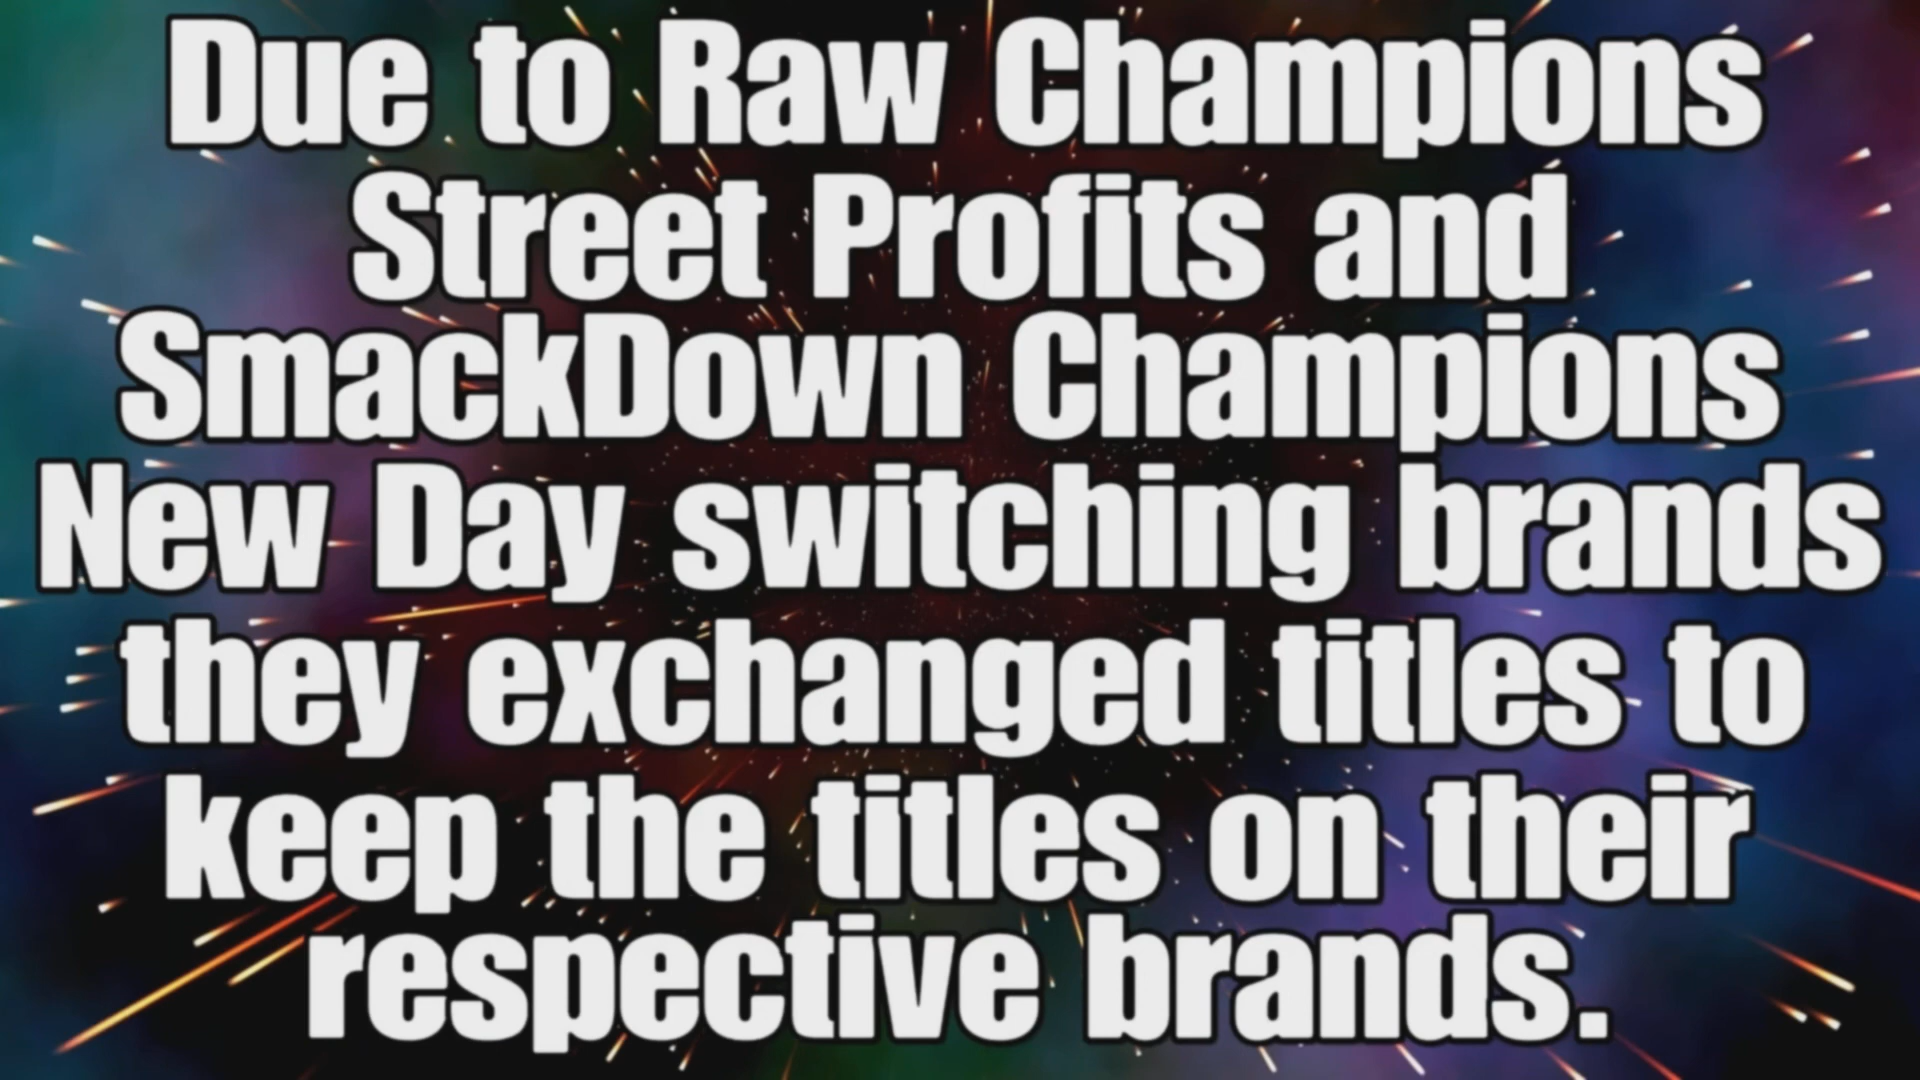 Due to Raw Champions
Street Profits and
SmackDown Champions
New Day switching brands
they exchanged titles to
keep the titles on their
respective brands.